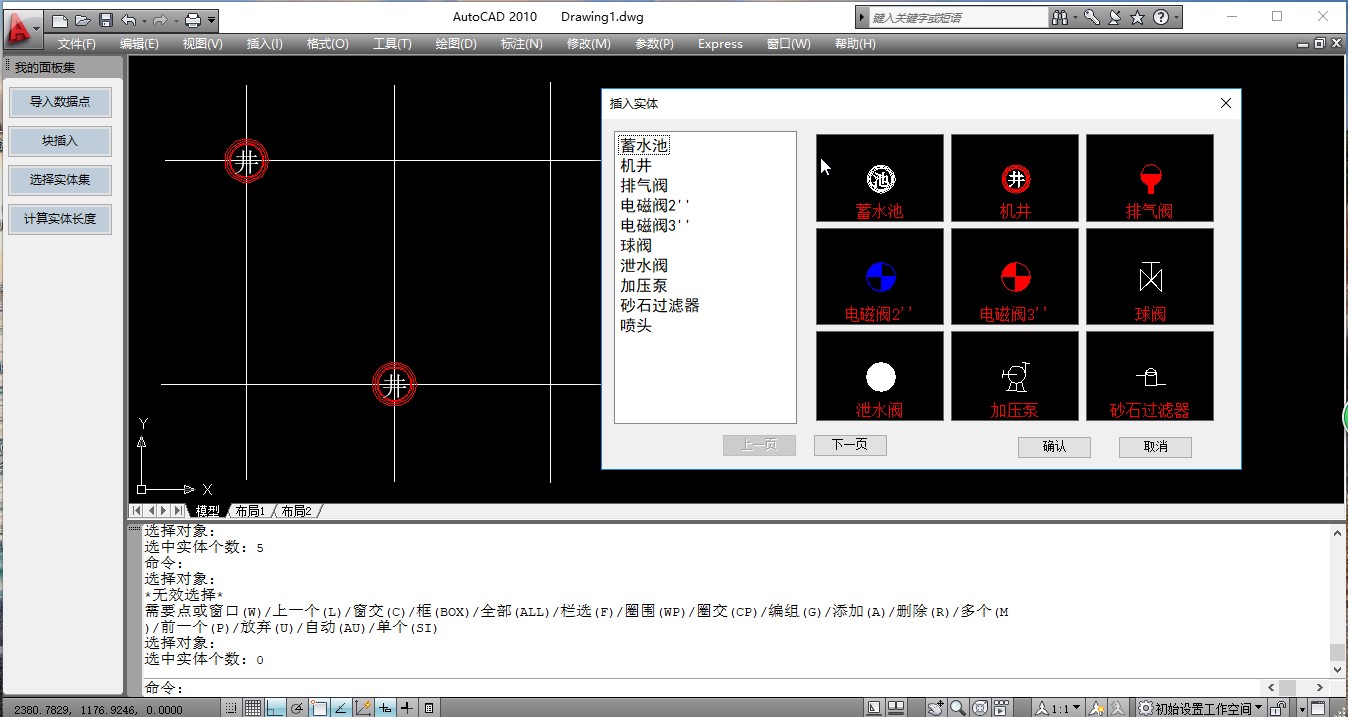 AutoCAD 2010 Drawing1.dwg
键入关键字或短语
文件(F) 编辑(E) 视图(V) 插入(I) 格式(O) 工具(T) 绘图(D) 标注(N) 修改(M) 参数(P) Express 窗口(W) 帮助(H)
我的面板集
导入数据点
块插入
选择实体集
计算实体长度
井
井
Y
X
插入实体
蓄水池
机井
排气阀
电磁阀2''
电磁阀3''
球阀
泄水阀
加压泵
砂石过滤器
喷头
池 井
蓄水池 机井 排气阀
电磁阀2'' 电磁阀3'' 球阀
泄水阀 加压泵 砂石过滤器
上一页 下一页 确认 取消
模型 布局1 布局2
选择对象:
选中实体个数: 5
命令:
选择对象:
*无效选择*
需要点或窗口(W)/上一个(L)/窗交(C)/框(BOX)/全部(ALL)/栏选(F)/圈围(WP)/圈交(CP)/编组(G)/添加(A)/删除(R)/多个(M
)/前一个(P)/放弃(U)/自动(AU)/单个(SI)
选择对象:
选中实体个数: 0
命令:
2380.7829, 1176.9246, 0.0000 1:1 初始设置工作空间